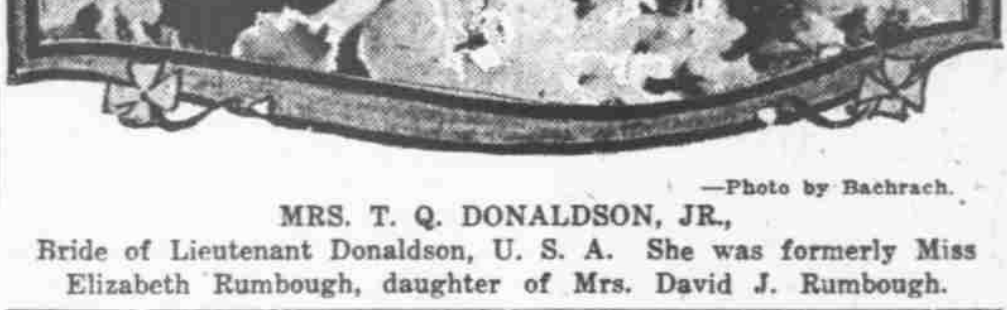 —Photo by Bachrach.
MRS. T. Q. DONALDSON, JR.,
Bride of Lieutenant Donaldson, U. S. A. She was formerly Miss
Elizabeth Rumbough, daughter of Mrs. David J. Rumbough.